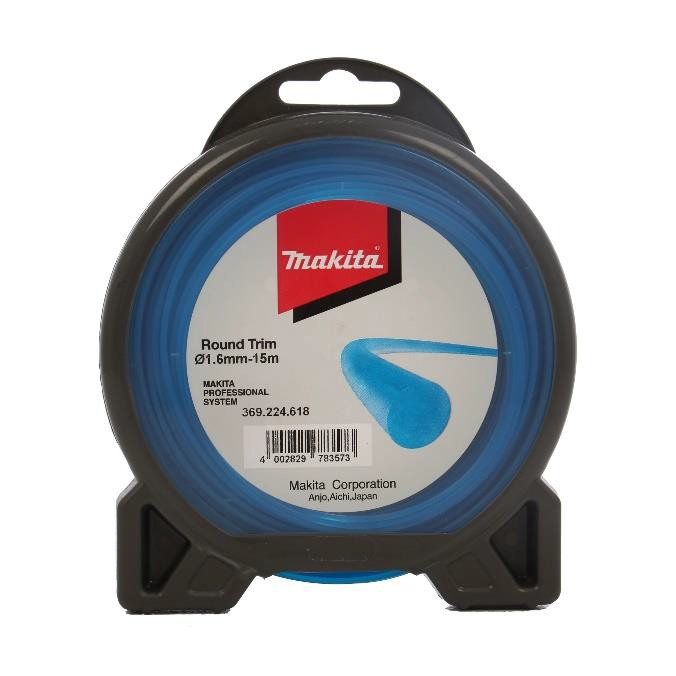 makita
Round Trim
Ø1.6mm-15m
MAKITA
PROFESSIONAL
SYSTEM
369.224.618
4 002829 783573
Makita Corporation
Anjo,Aichi,Japan